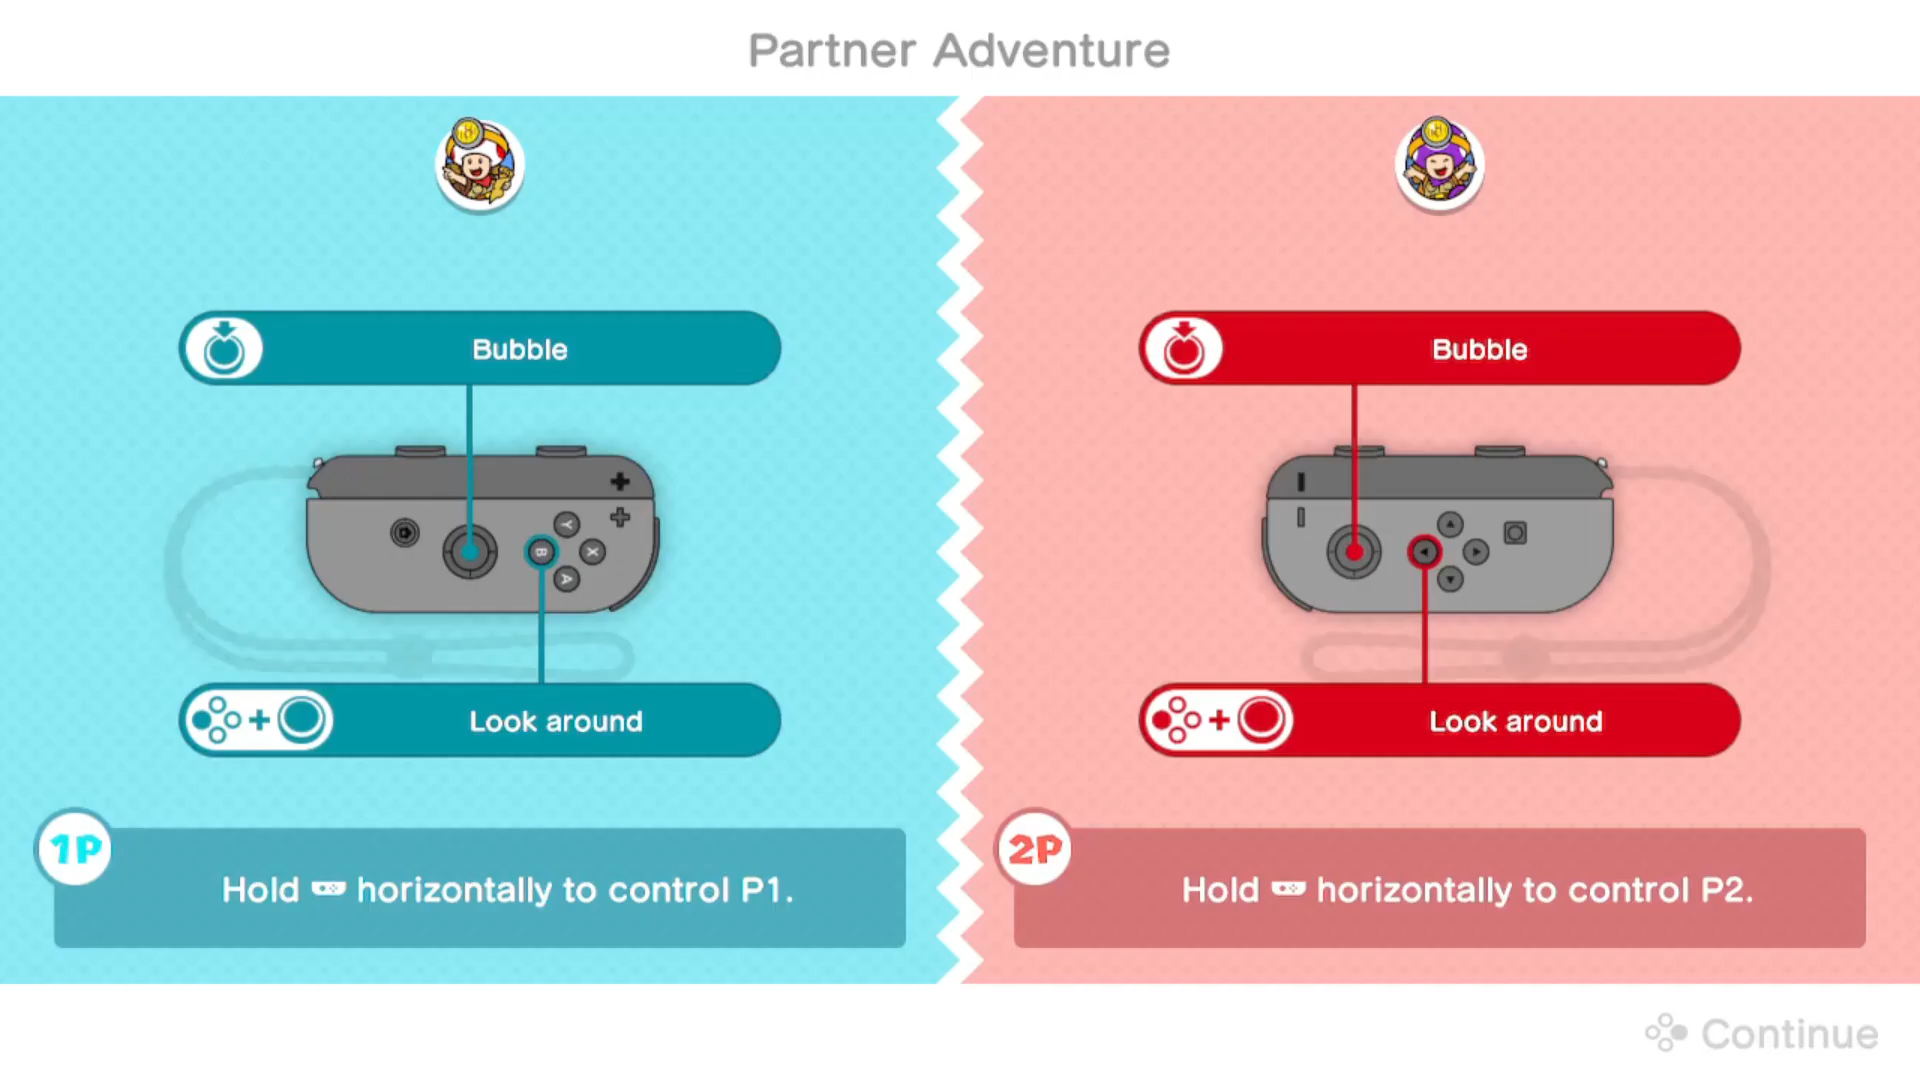 Partner Adventure
Bubble
Y
B
X
A
Look around
1P
Hold horizontally to control P1.
Bubble
Look around
2P
Hold horizontally to control P2.
Continue